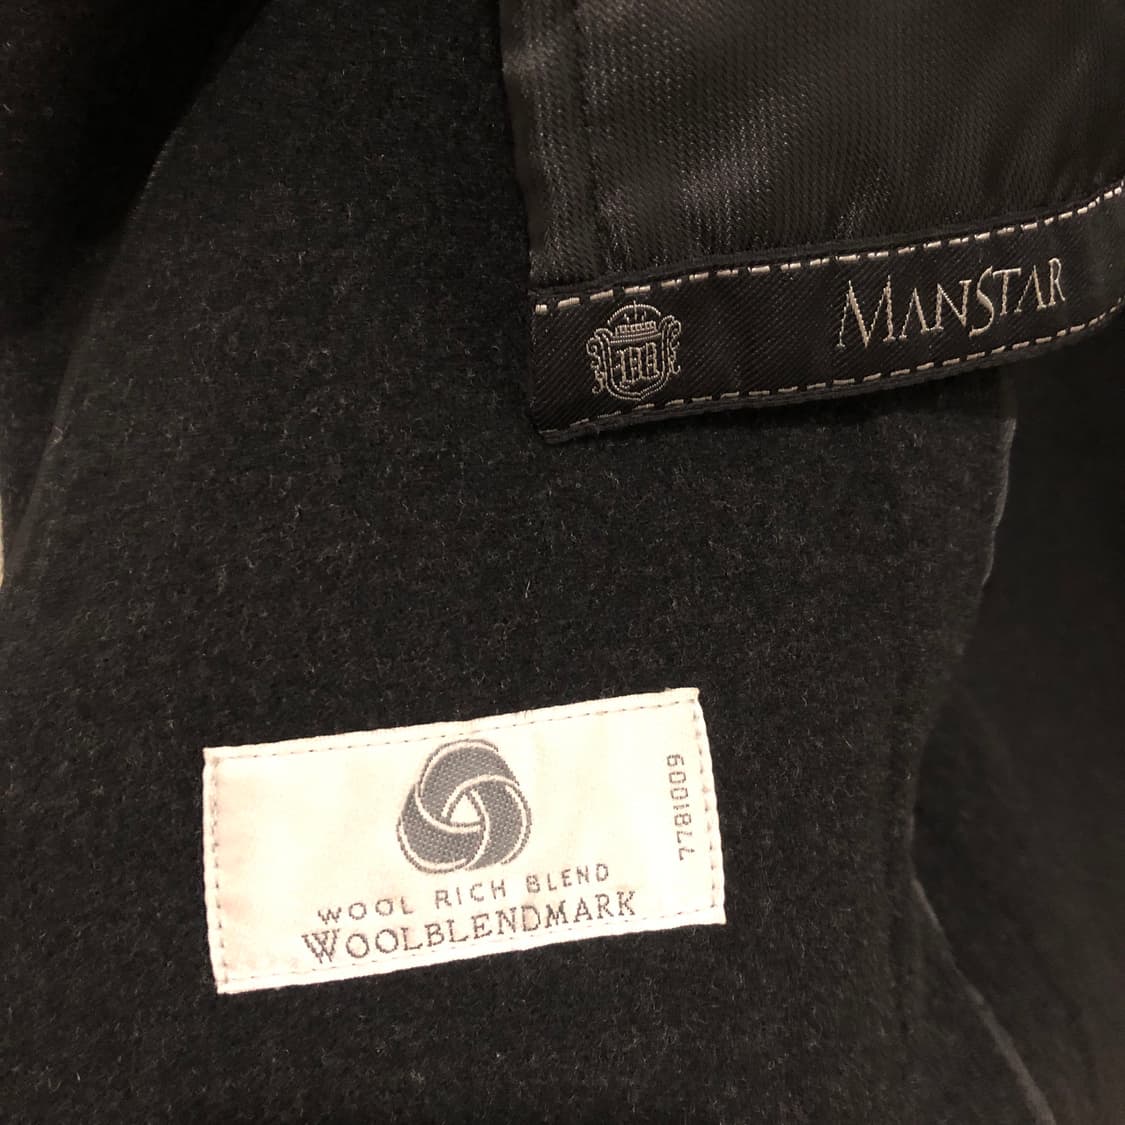 MANSTAR
7781009
WOOL RICH BLEND
WOOLBLENDMARK